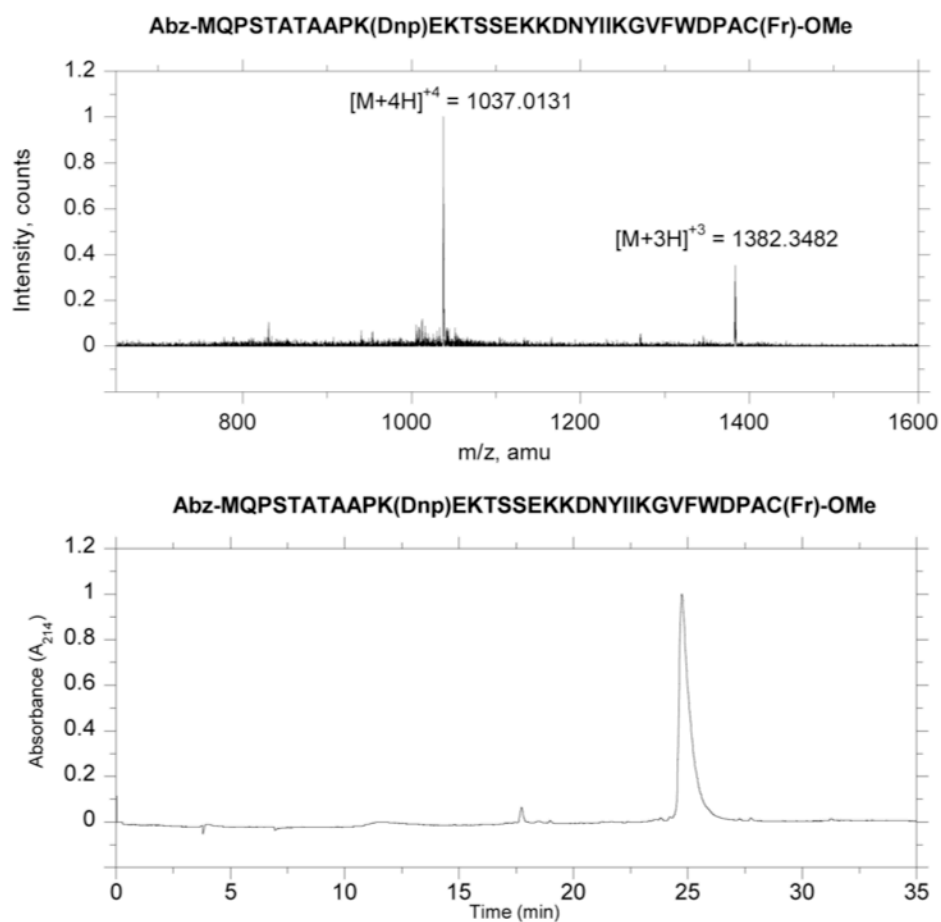 Abz-MQPSTATAAPK(Dnp)EKTSSEKKDNYIIKGVFWDPAC(Fr)-OMe
1.2
[M+4H]⁺⁴ = 1037.0131
1
0.8
[M+3H]⁺³ = 1382.3482
0.6
0.4
0.2
0
Intensity, counts
800 1000 1200 1400 1600
m/z, amu
Abz-MQPSTATAAPK(Dnp)EKTSSEKKDNYIIKGVFWDPAC(Fr)-OMe
1.2
1
0.8
0.6
0.4
0.2
0
Absorbance (A₂₁₄)
0 5 10 15 20 25 30 35
Time (min)